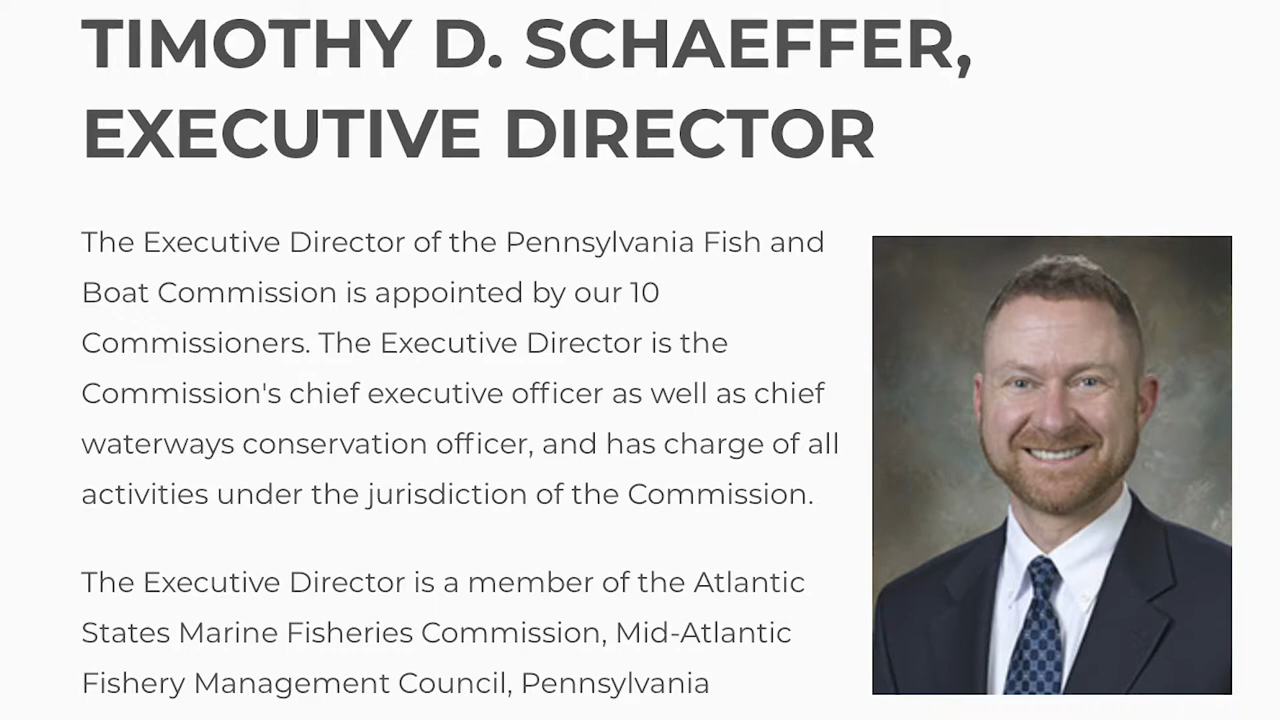 TIMOTHY D. SCHAEFFER,
EXECUTIVE DIRECTOR
The Executive Director of the Pennsylvania Fish and
Boat Commission is appointed by our 10
Commissioners. The Executive Director is the
Commission's chief executive officer as well as chief
waterways conservation officer, and has charge of all
activities under the jurisdiction of the Commission.
The Executive Director is a member of the Atlantic
States Marine Fisheries Commission, Mid-Atlantic
Fishery Management Council, Pennsylvania